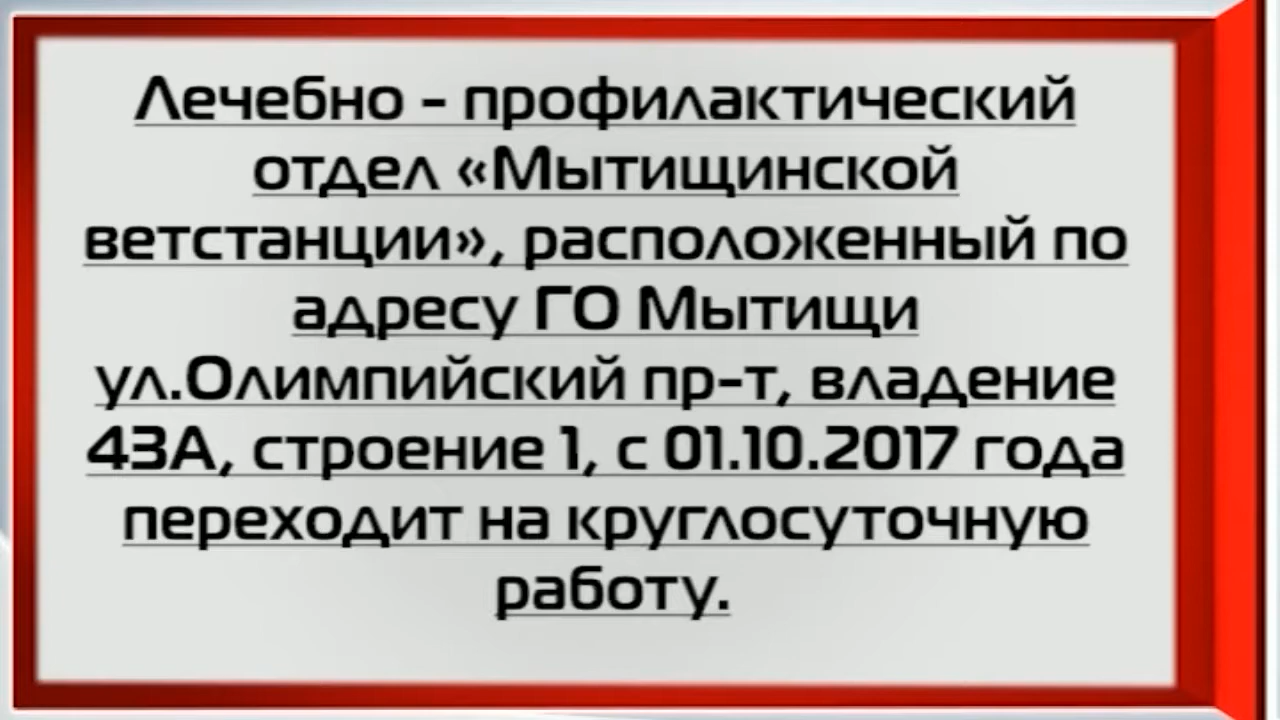 Лечебно - профилактический
отдел «Мытищинской
ветстанции», расположенный по
адресу ГО Мытищи
ул.Олимпийский пр-т, владение
43А, строение 1, с 01.10.2017 года
переходит на круглосуточную
работу.